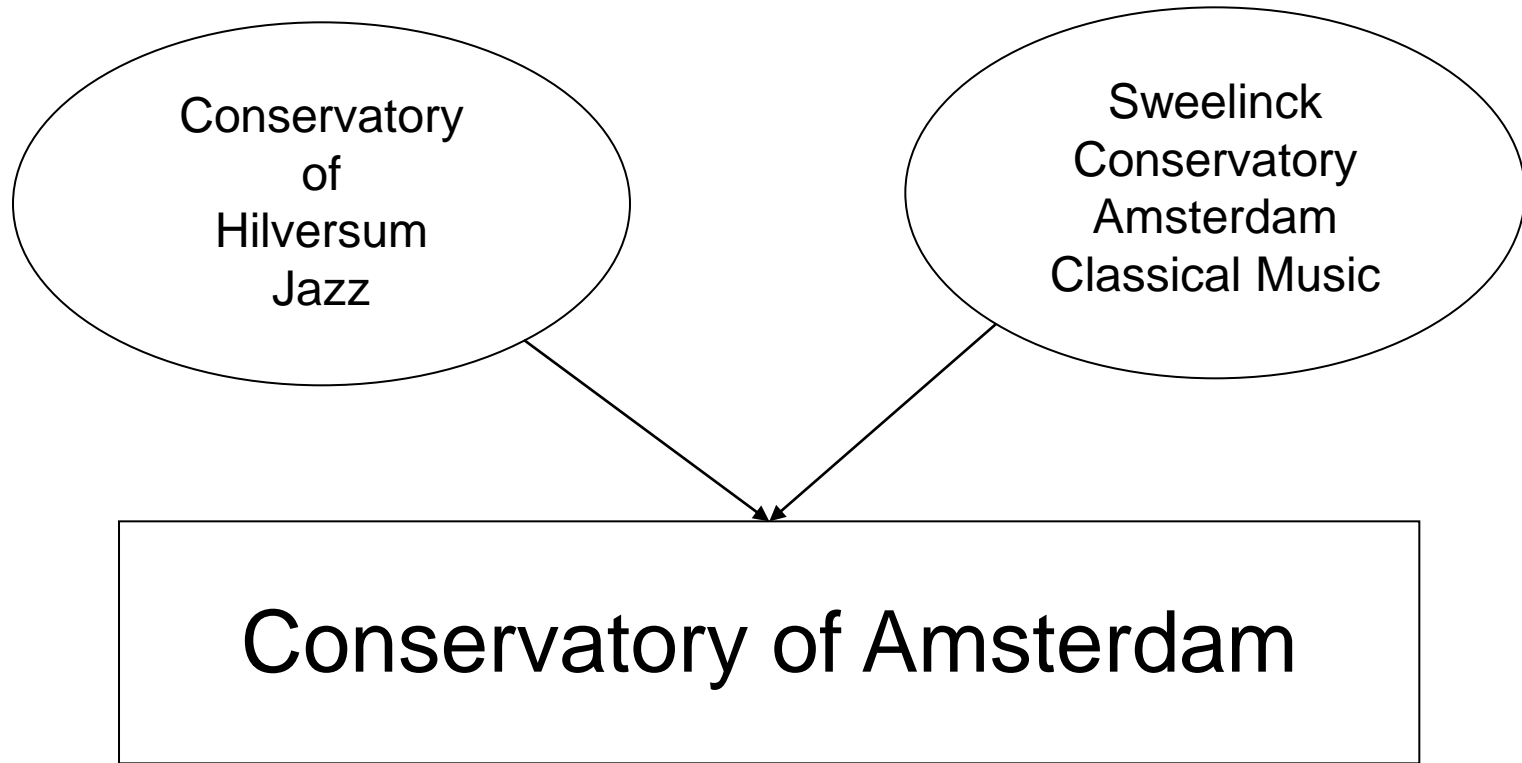 Conservatory
of
Hilversum
Jazz
Sweelinck
Conservatory
Amsterdam
Classical Music
Conservatory of Amsterdam